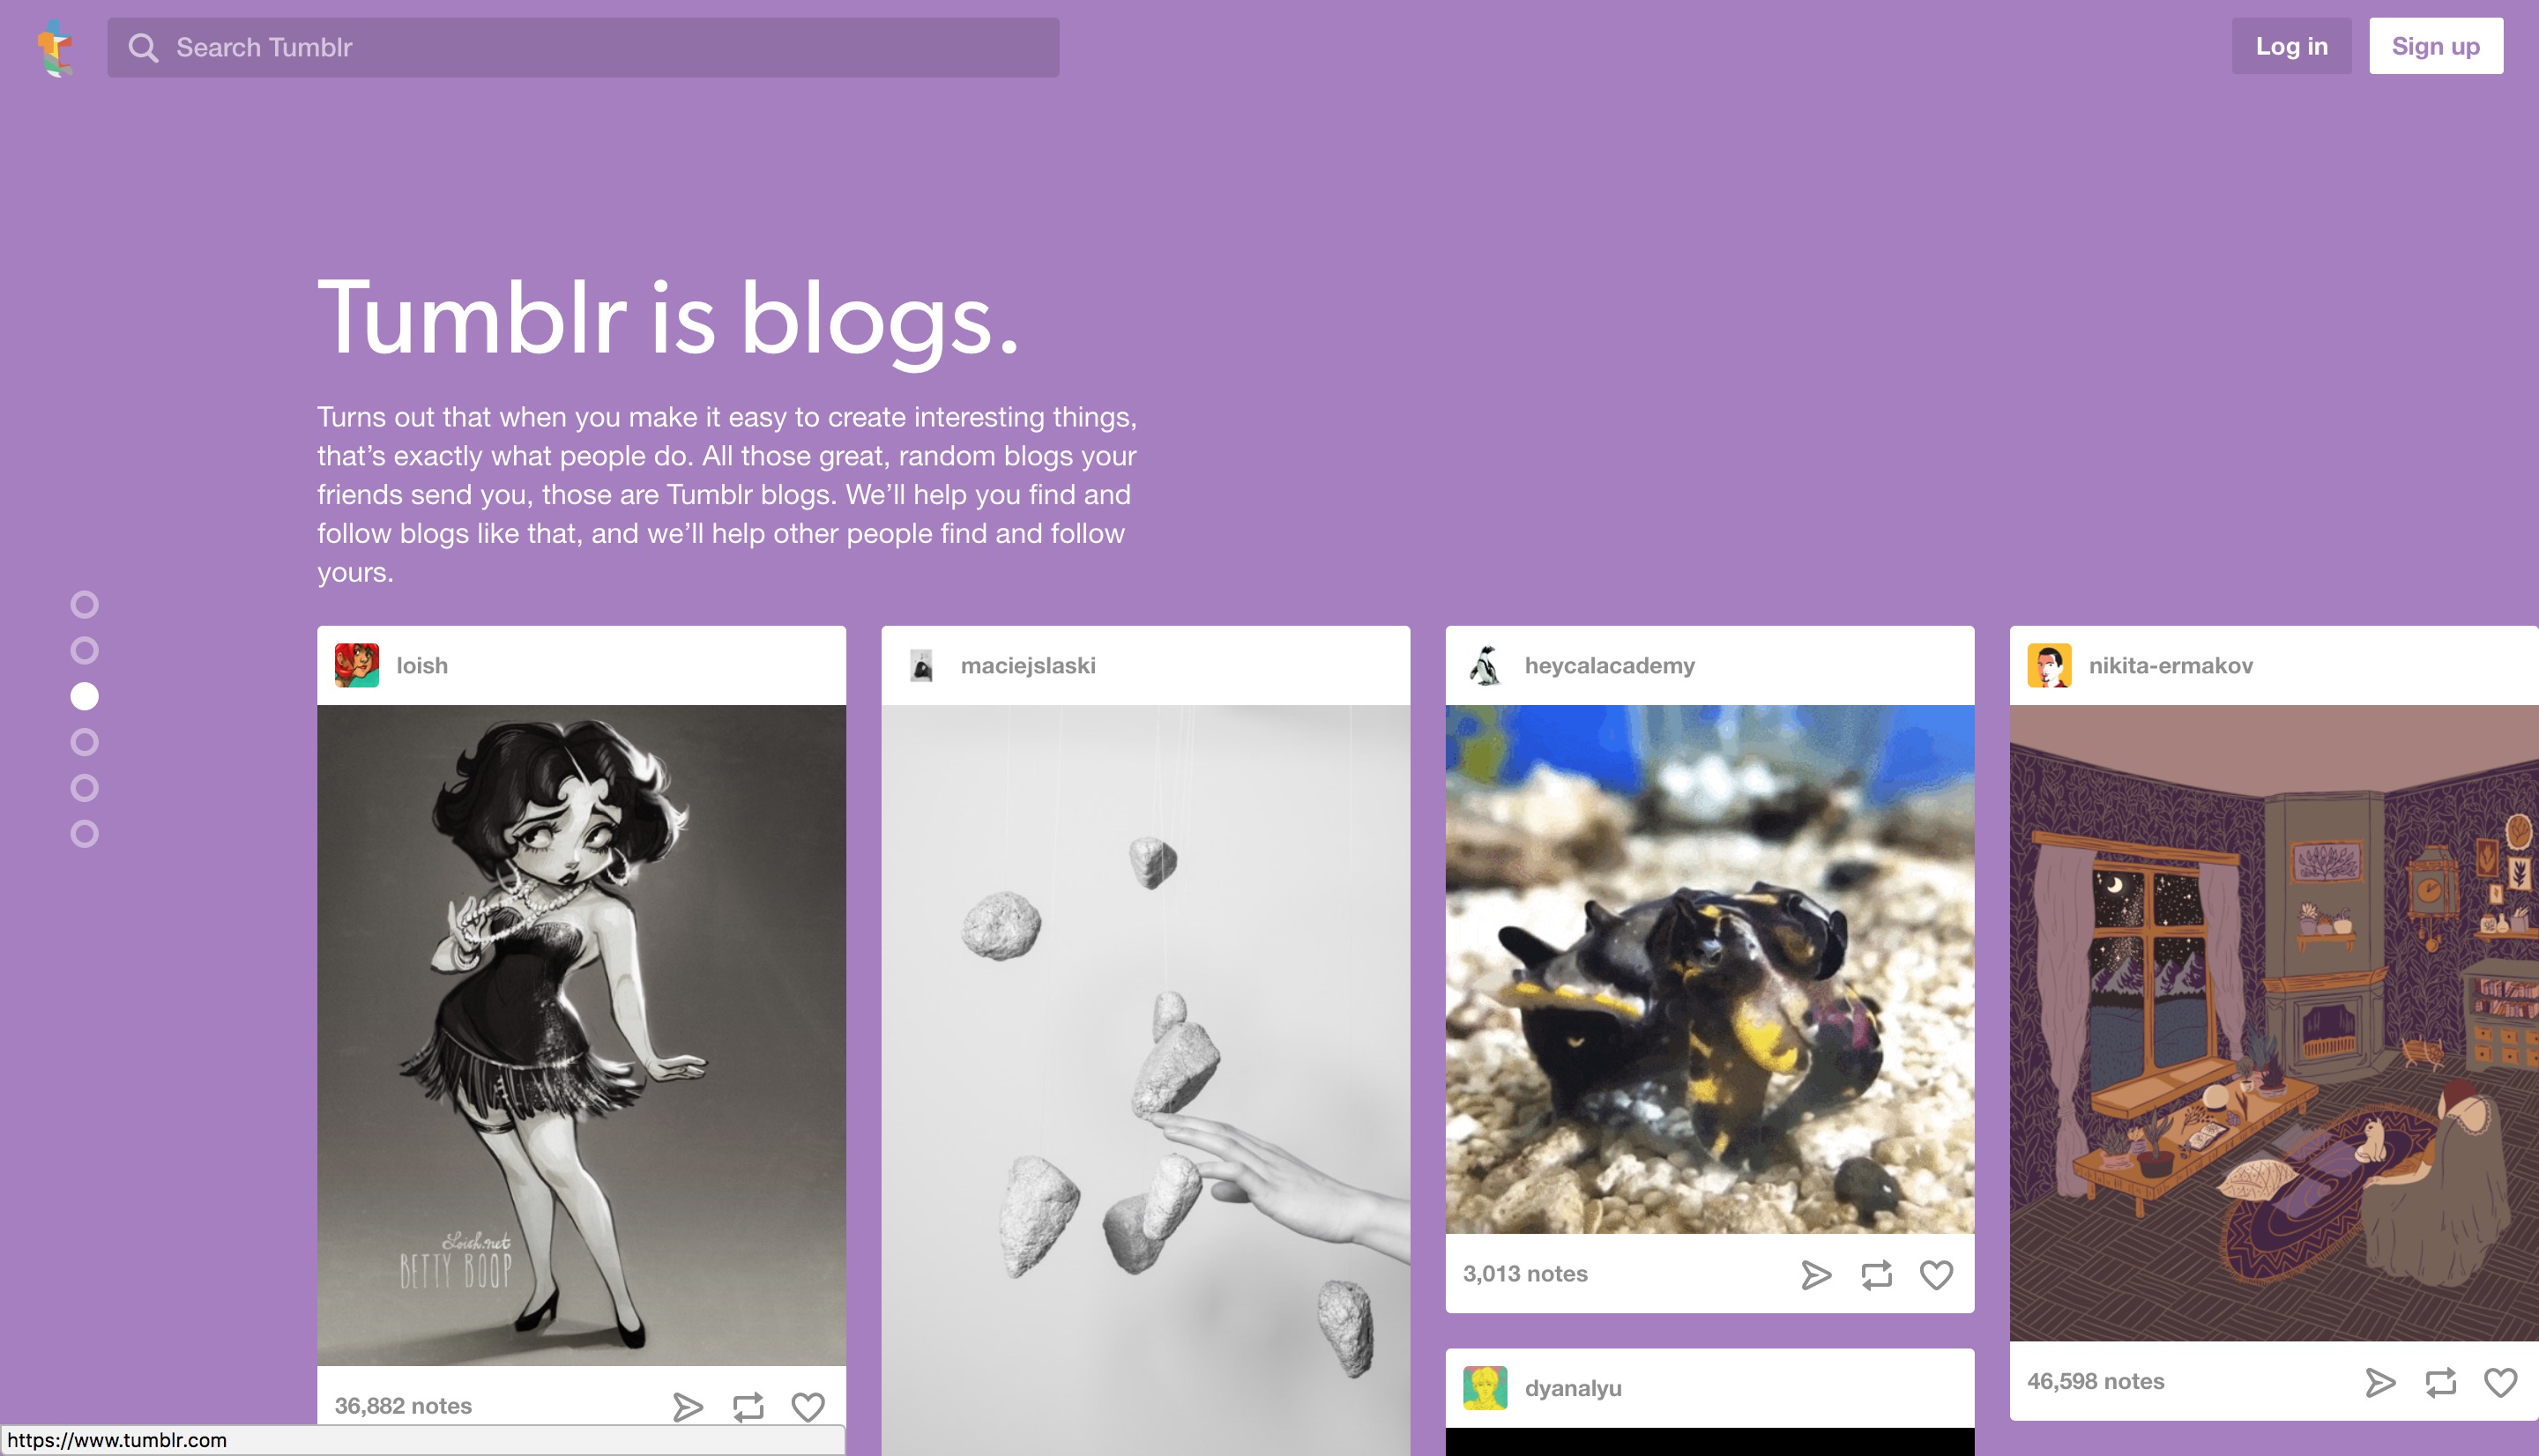 Search Tumblr
Log in
Sign up
Tumblr is blogs.
Turns out that when you make it easy to create interesting things,
that’s exactly what people do. All those great, random blogs your
friends send you, those are Tumblr blogs. We’ll help you find and
follow blogs like that, and we’ll help other people find and follow
yours.
loish
maciejslaski
heycalacademy
nikita-ermakov
Loish.net
BETTY BOOP
3,013 notes
46,598 notes
dyanalyu
36,882 notes
https://www.tumblr.com